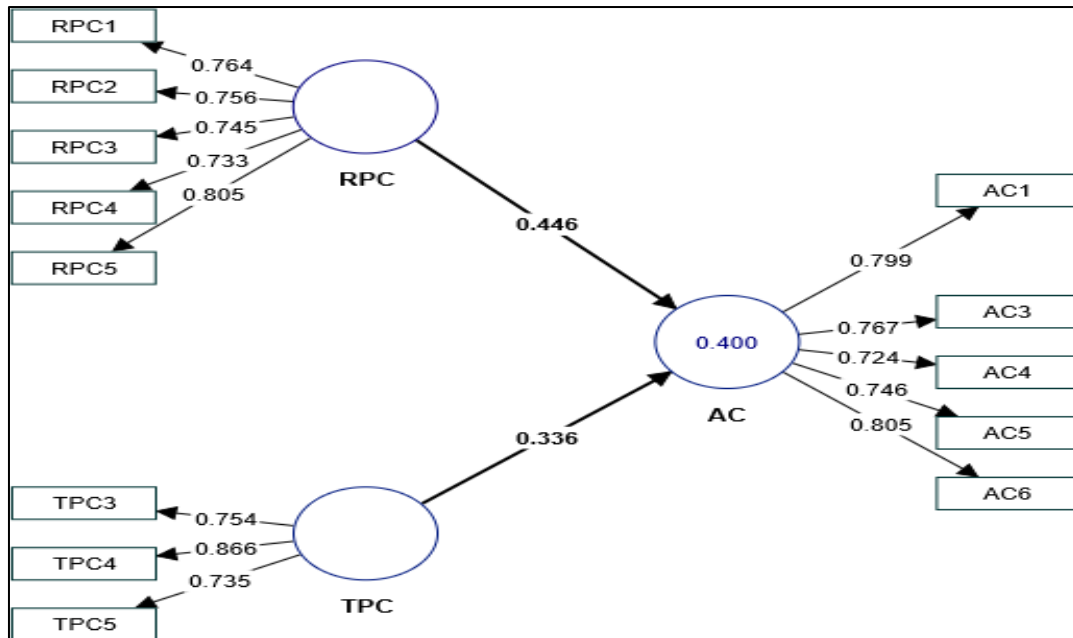 RPC1
0.764
RPC2
0.756
RPC3
0.745
RPC4
0.733
RPC5
0.805
RPC
0.446
AC1
0.799
AC3
0.767
AC4
0.724
AC5
0.746
AC6
0.805
0.400
AC
0.336
TPC3
0.754
TPC4
0.866
TPC5
0.735
TPC